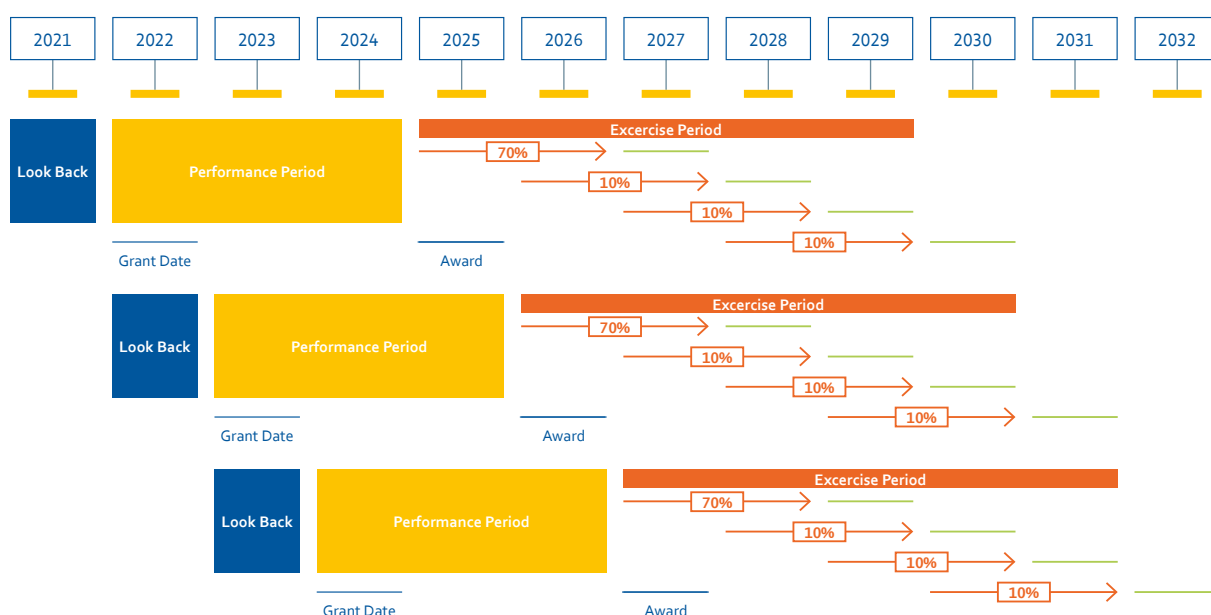 2021 2022 2023 2024 2025 2026 2027 2028 2029 2030 2031 2032
Excercise Period
70%
Look Back Performance Period
10%
10%
10%
Grant Date Award
Excercise Period
70%
Look Back Performance Period
10%
10%
10%
Grant Date Award
Excercise Period
70%
Look Back Performance Period
10%
10%
10%
Grant Date Award